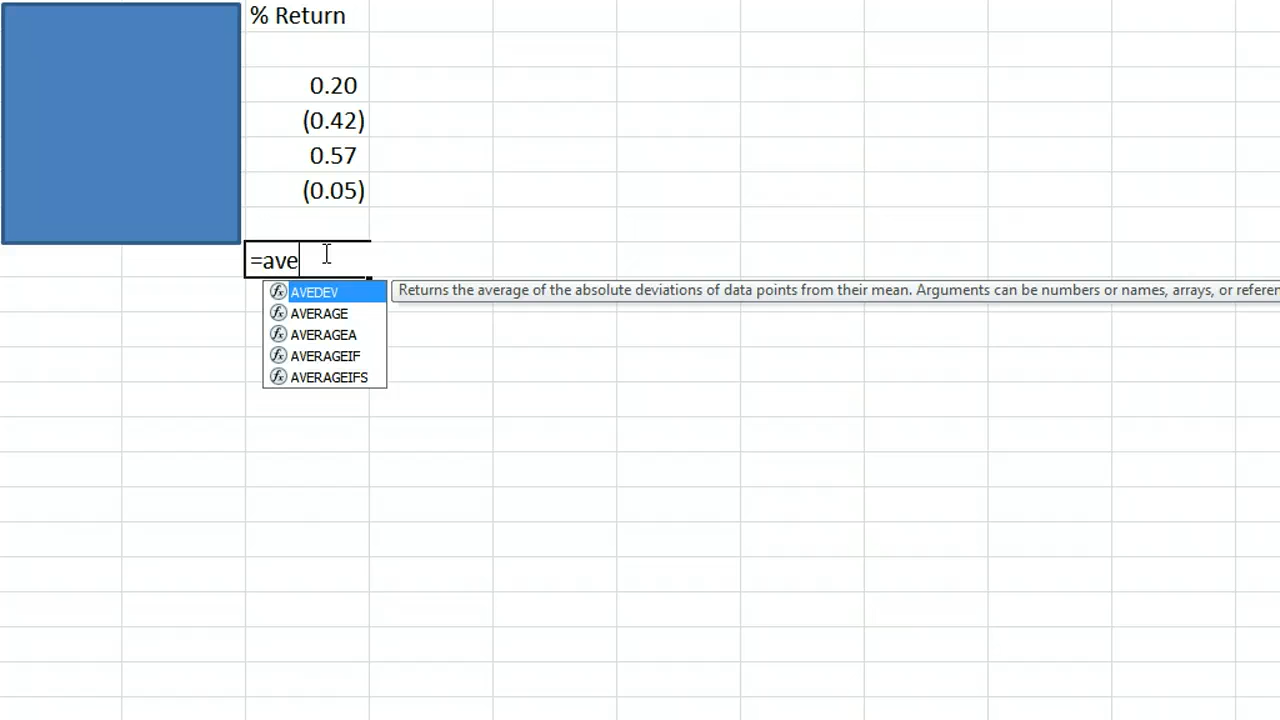 % Return
0.20
(0.42)
0.57
(0.05)
=ave
AVEDEV
Returns the average of the absolute deviations of data points from their mean. Arguments can be numbers or names, arrays, or referen
AVERAGE
AVERAGEA
AVERAGEIF
AVERAGEIFS